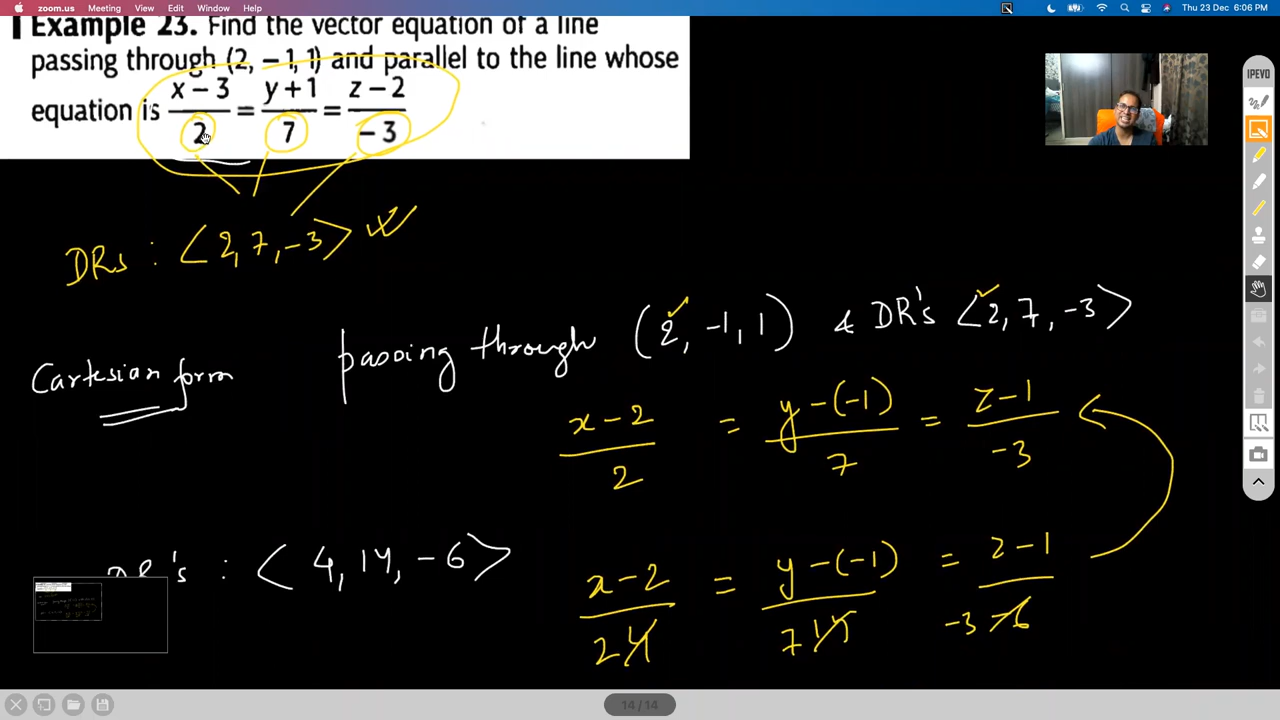 zoom.us Meeting View Edit Window Help Thu 23 Dec 6:06 PM
Example 23. Find the vector equation of a line
passing through (2, −1, 1) and parallel to the line whose
equation is x − 3 / 2 = y + 1 / 7 = z − 2 / − 3
IPEVO
DRs : <2, 7, -3>
passing through (2, -1, 1) & DR's <2, 7, -3>
Cartesian form
x-2 / 2 = y-(-1) / 7 = z-1 / -3
DR's : < 4, 14, -6>
x-2 / 2 4 = y-(-1) / 7 14 = z-1 / -3 -6
14 / 14